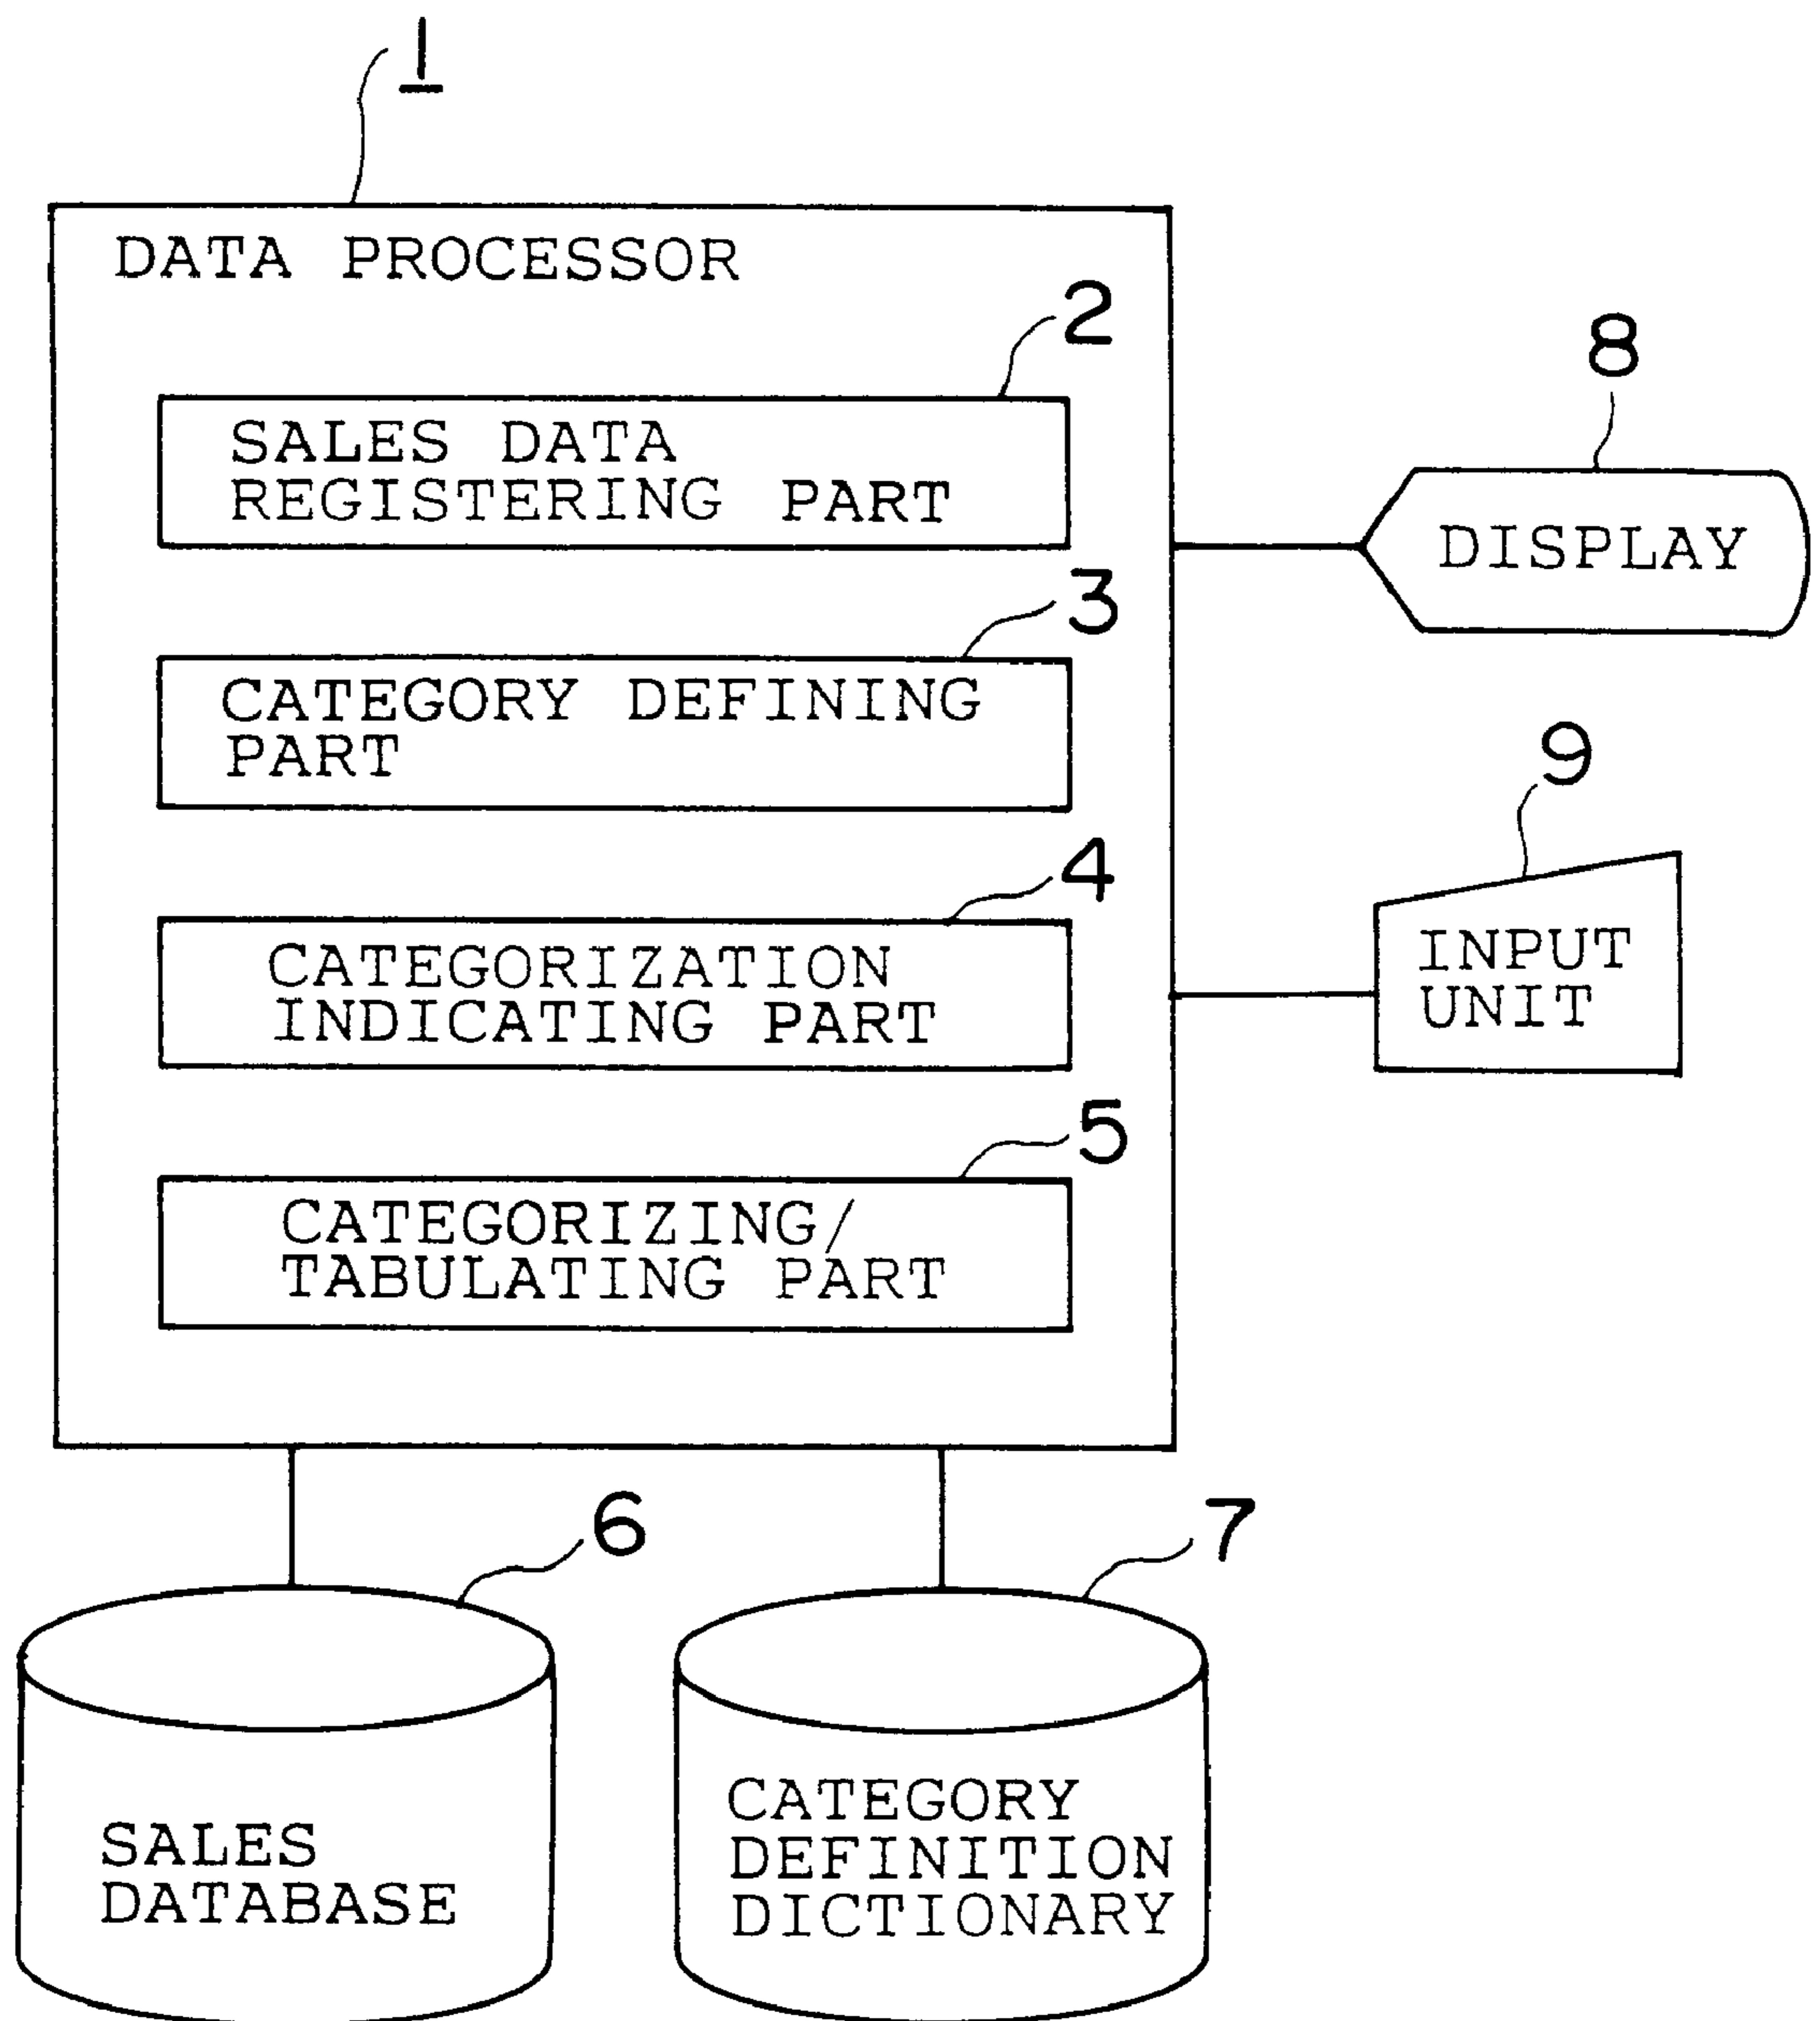 1
DATA PROCESSOR
2
SALES DATA
REGISTERING PART
8
DISPLAY
3
CATEGORY DEFINING
PART
9
INPUT
UNIT
4
CATEGORIZATION
INDICATING PART
5
CATEGORIZING/
TABULATING PART
6
SALES
DATABASE
7
CATEGORY
DEFINITION
DICTIONARY